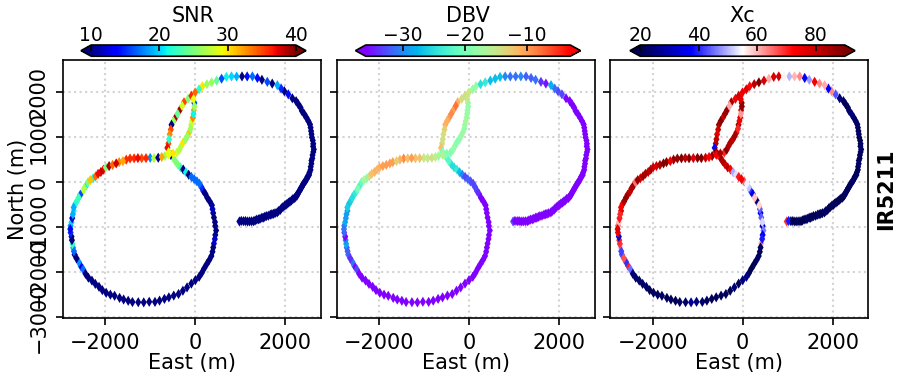 SNR
DBV
Xc
10 20 30 40
−30 −20 −10
20 40 60 80
North (m)
2000
1000
0
−1000
−2000
−3000
−2000 0 2000
−2000 0 2000
−2000 0 2000
East (m)
East (m)
East (m)
IR5211